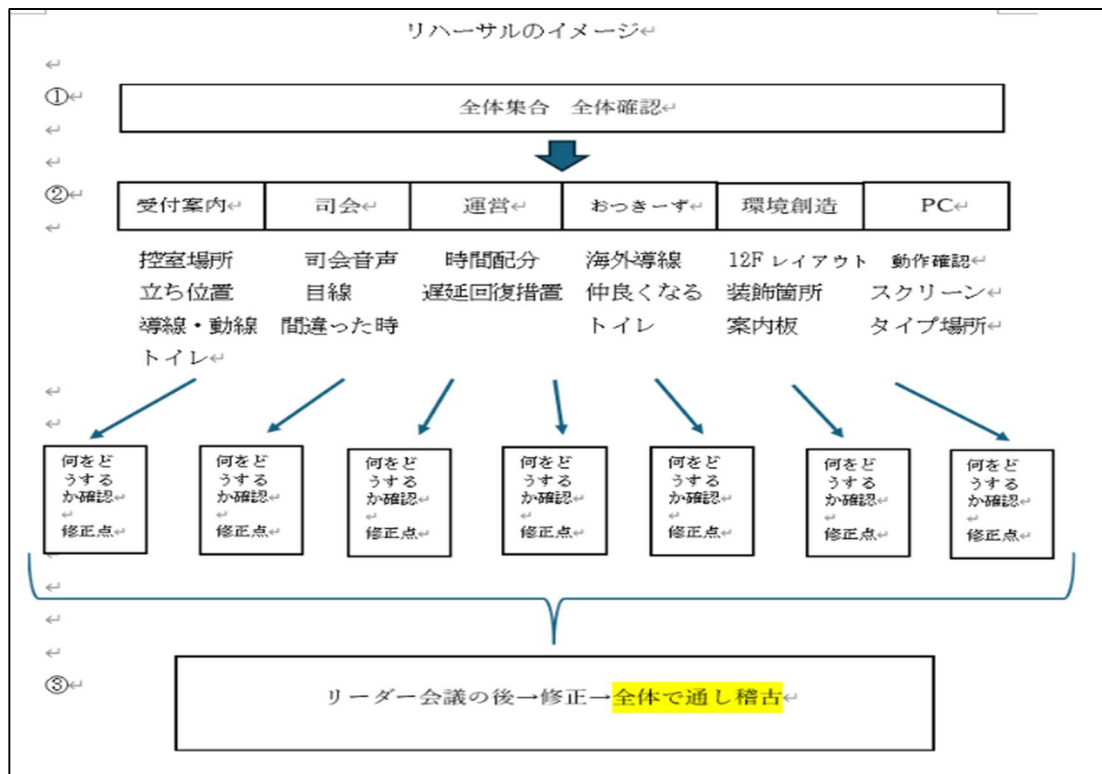 リハーサルのイメージ
①
全体集合　全体確認
②
受付案内
司会
運営
おっきーず
環境創造
PC
控室場所
立ち位置
導線・動線
トイレ
司会音声
目線
間違った時
時間配分
遅延回復措置
海外導線
仲良くなる
トイレ
12Fレイアウト
装飾箇所
案内板
動作確認
スクリーン
タイプ場所
何をど
うする
か確認
修正点
何をど
うする
か確認
修正点
何をど
うする
か確認
修正点
何をど
うする
か確認
修正点
何をど
うする
か確認
修正点
何をど
うする
か確認
修正点
何をど
うする
か確認
修正点
③
リーダー会議の後→修正→全体で通し稽古